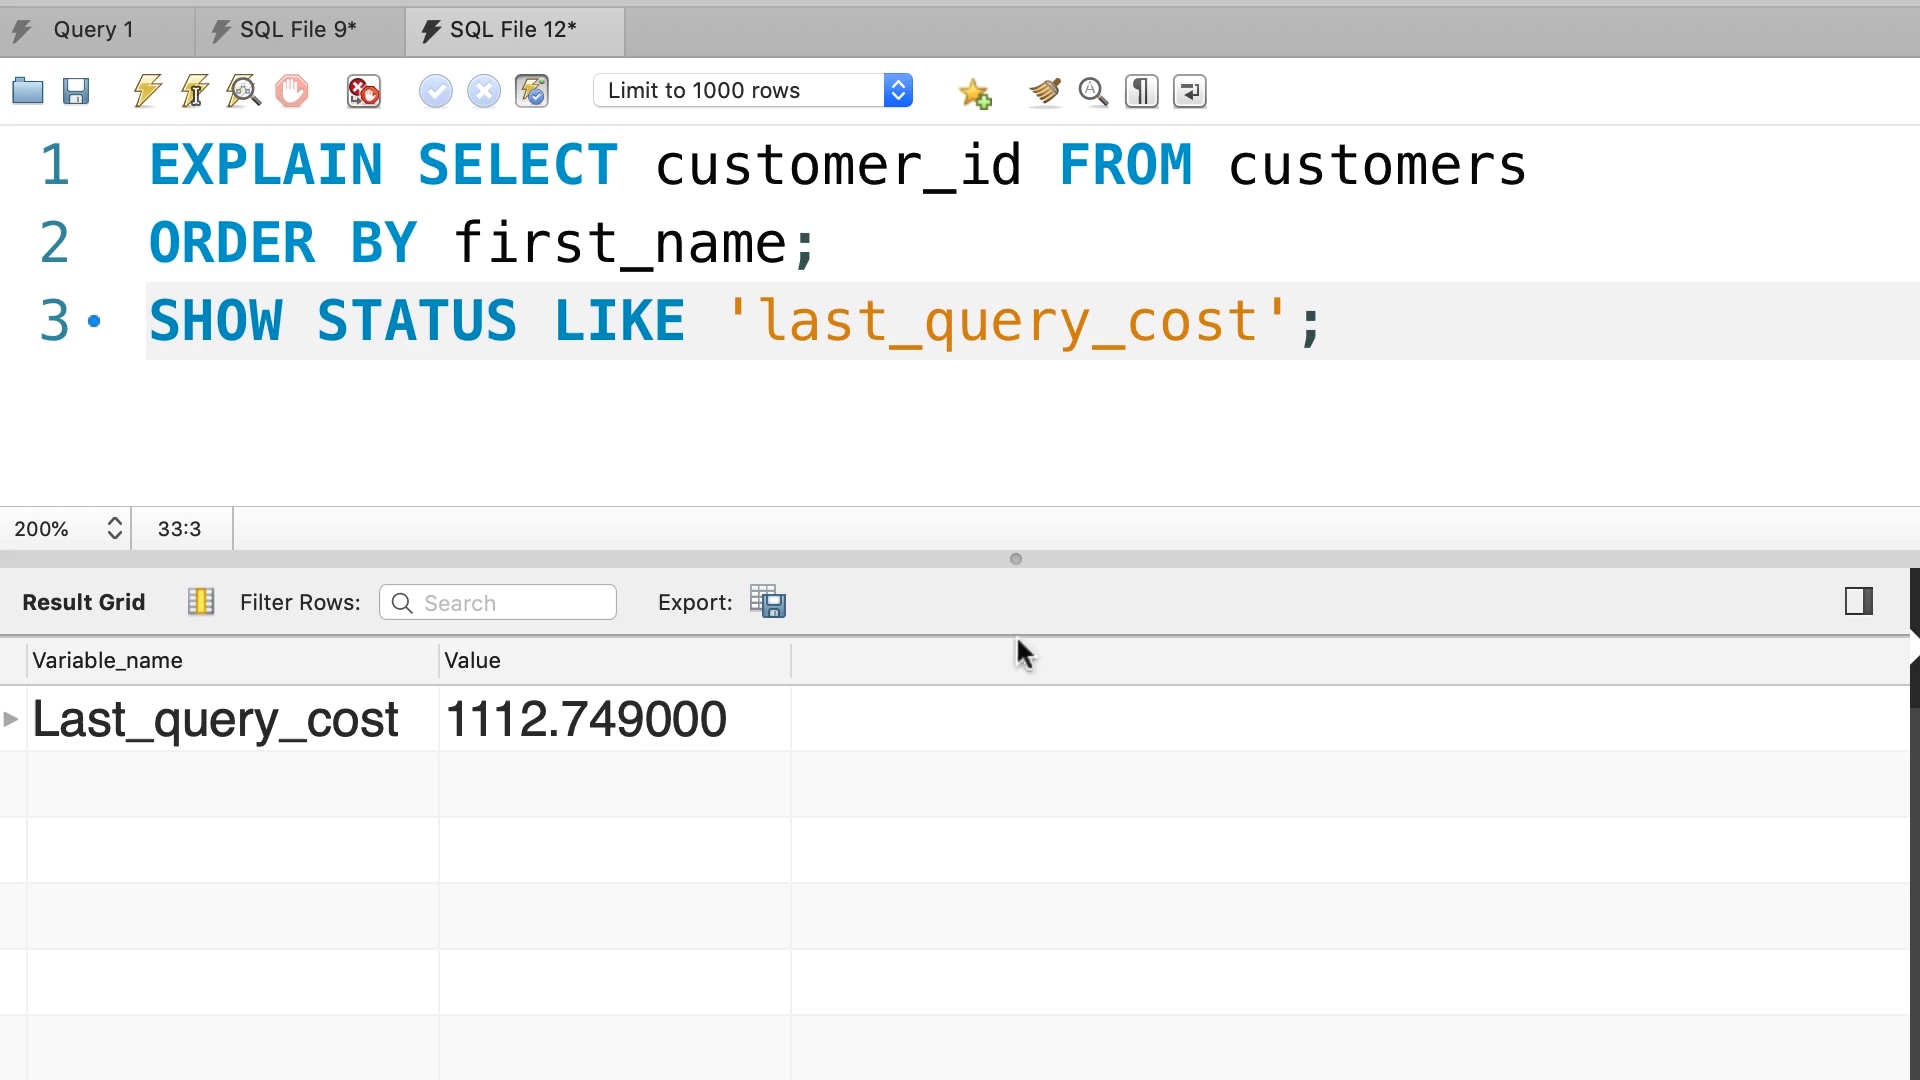 Query 1
SQL File 9*
SQL File 12*
Limit to 1000 rows
1 EXPLAIN SELECT customer_id FROM customers
2 ORDER BY first_name;
3 SHOW STATUS LIKE 'last_query_cost';
200% 33:3
Result Grid Filter Rows: Search Export:
Variable_name Value
Last_query_cost 1112.749000